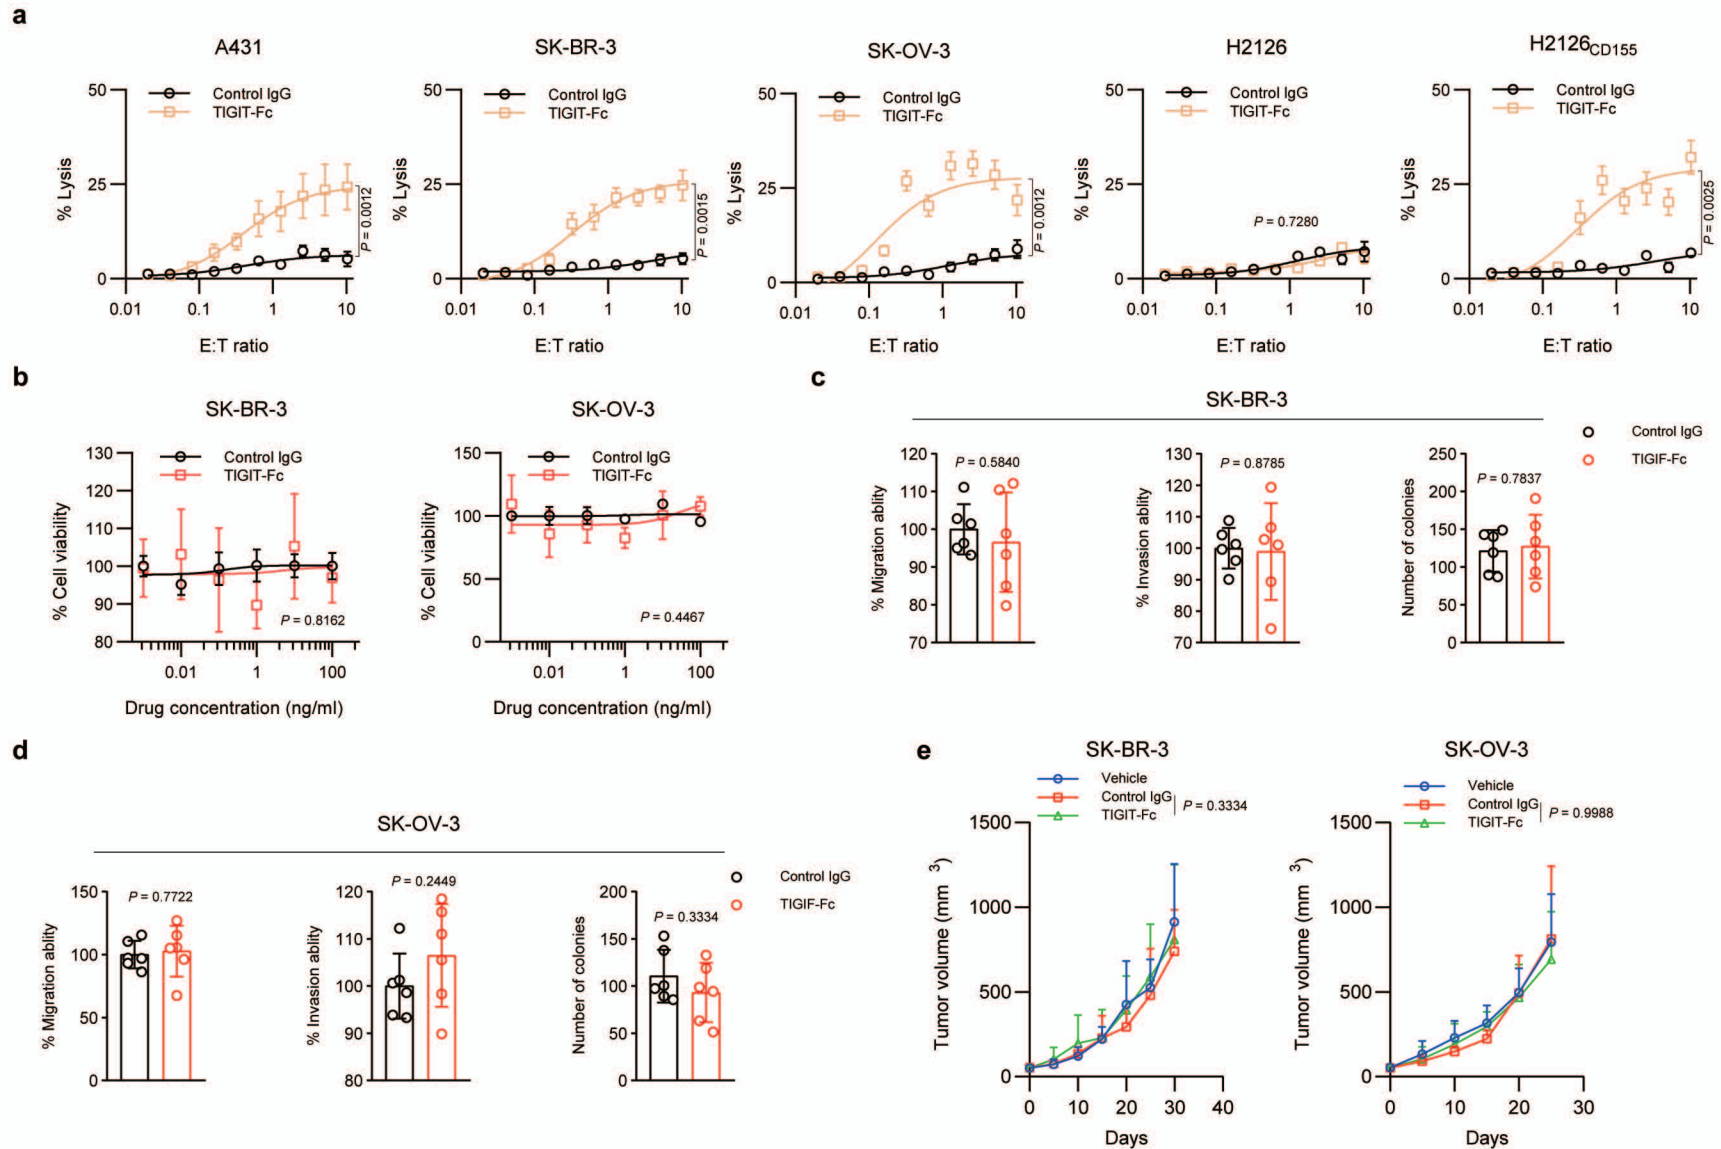 a
A431
50
25
0
0.01
0.1
1
10
% Lysis
E:T ratio
Control IgG
TIGIT-Fc
P = 0.0012
SK-BR-3
50
25
0
0.01
0.1
1
10
% Lysis
E:T ratio
Control IgG
TIGIT-Fc
P = 0.0015
SK-OV-3
50
25
0
0.01
0.1
1
10
% Lysis
E:T ratio
Control IgG
TIGIT-Fc
P = 0.0012
H2126
50
25
0
0.01
0.1
1
10
% Lysis
E:T ratio
Control IgG
TIGIT-Fc
P = 0.7280
H2126CD155
50
25
0
0.01
0.1
1
10
% Lysis
E:T ratio
Control IgG
TIGIT-Fc
P = 0.0025
b
SK-BR-3
130
120
110
100
90
80
0.01
1
100
% Cell viability
Drug concentration (ng/ml)
Control IgG
TIGIT-Fc
P = 0.8162
SK-OV-3
150
100
50
0
0.01
1
100
% Cell viability
Drug concentration (ng/ml)
Control IgG
TIGIT-Fc
P = 0.4467
c
SK-BR-3
120
110
100
90
80
70
% Migration ablity
P = 0.5840
130
120
110
100
90
80
70
% Invasion ablity
P = 0.8785
250
200
150
100
50
0
Number of colonies
P = 0.7837
Control IgG
TIGIF-Fc
d
SK-OV-3
150
100
50
0
% Migration ablity
P = 0.7722
120
110
100
90
80
% Invasion ablity
P = 0.2449
200
150
100
50
0
Number of colonies
P = 0.3334
Control IgG
TIGIF-Fc
e
SK-BR-3
Vehicle
Control IgG
TIGIT-Fc
P = 0.3334
1500
1000
500
0
0
10
20
30
40
Tumor volume (mm 3)
Days
SK-OV-3
Vehicle
Control IgG
TIGIT-Fc
P = 0.9988
1500
1000
500
0
0
10
20
30
Tumor volume (mm 3)
Days